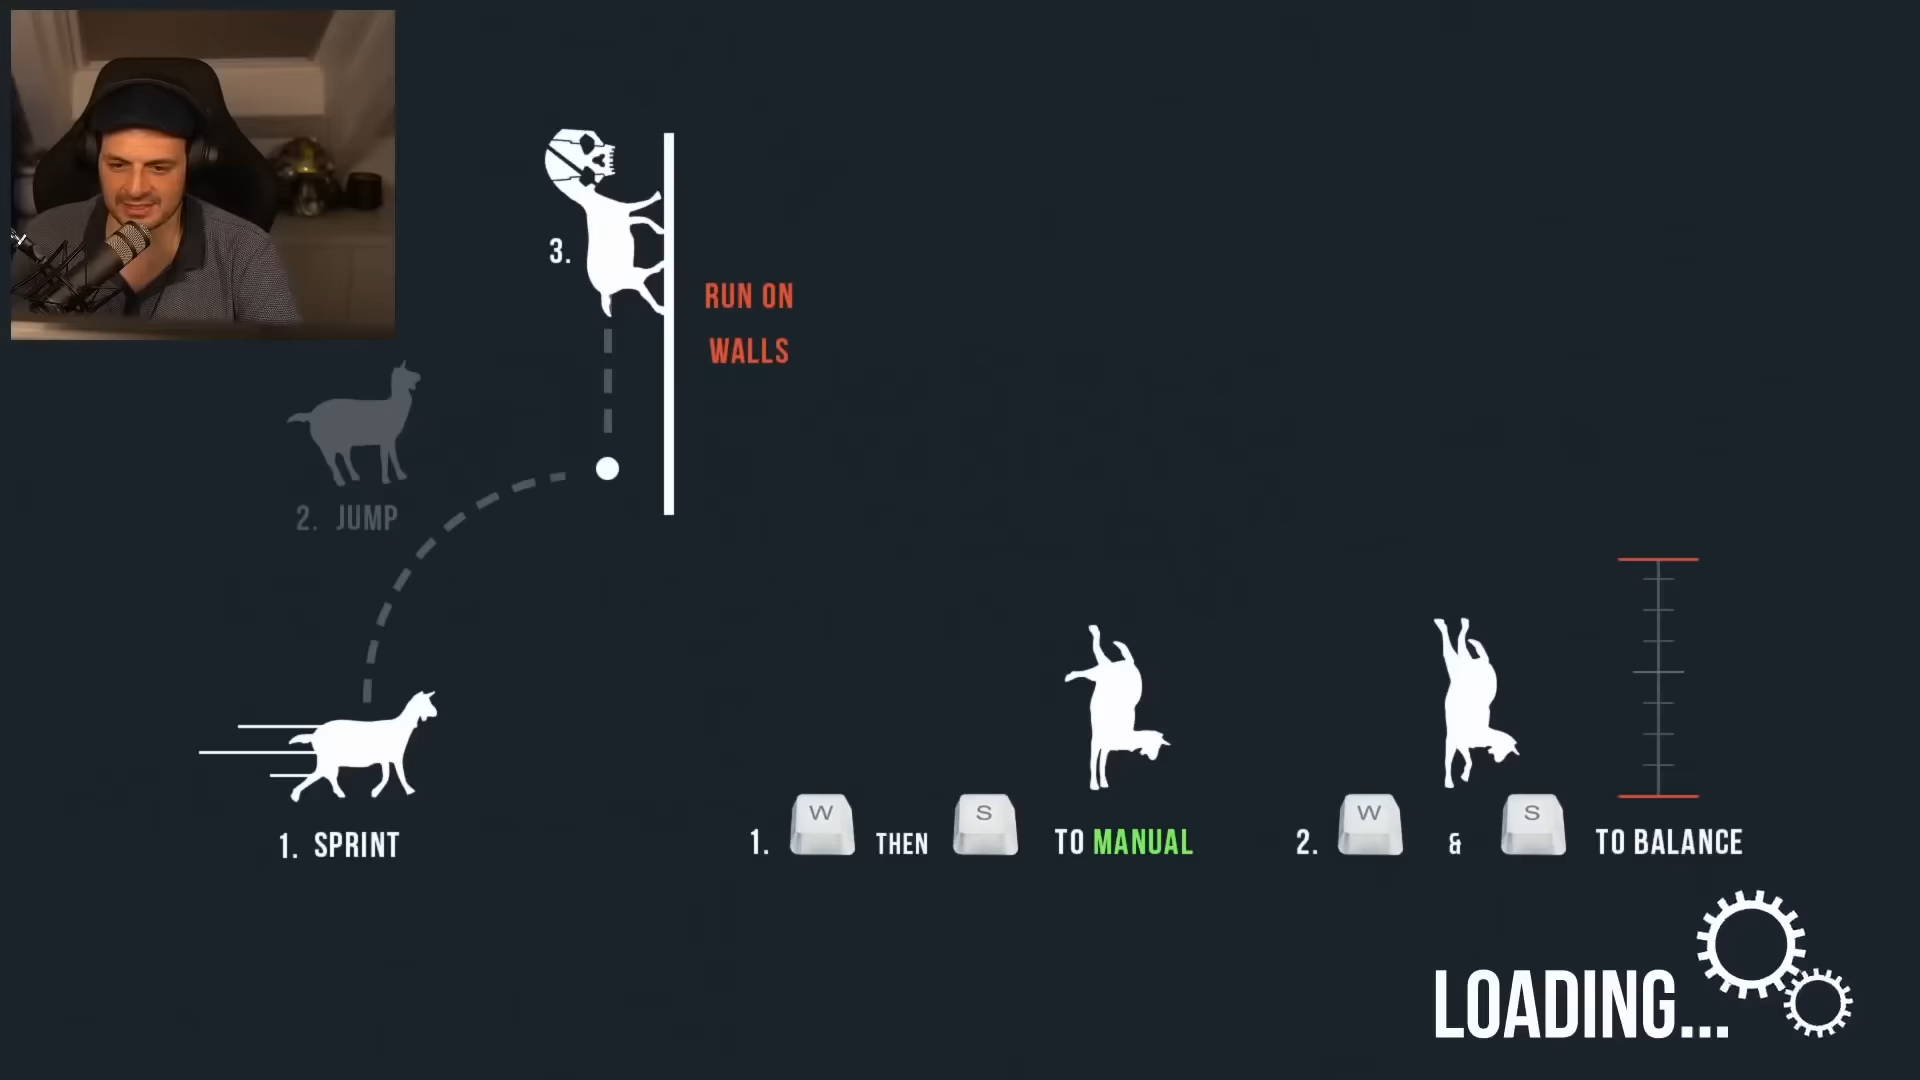 3.
RUN ON
WALLS
2. JUMP
1. SPRINT
1. W THEN S TO MANUAL
2. W & S TO BALANCE
LOADING...